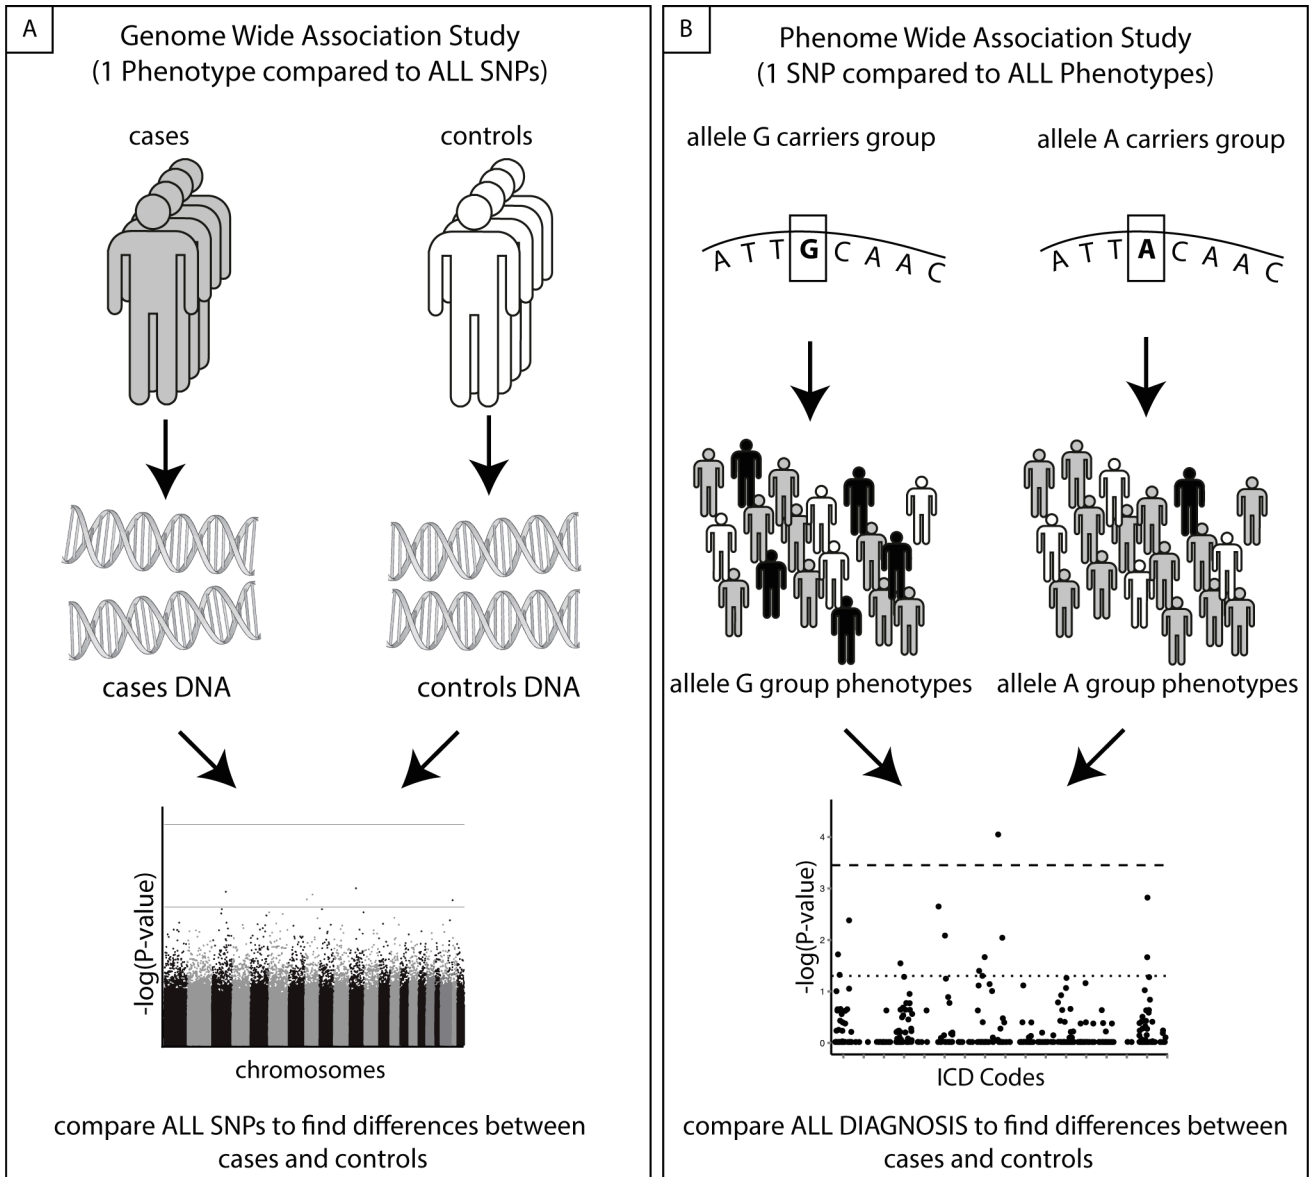 A
Genome Wide Association Study
(1 Phenotype compared to ALL SNPs)
cases
controls
cases DNA
controls DNA
-log(P-value)
chromosomes
compare ALL SNPs to find differences between
cases and controls
B
Phenome Wide Association Study
(1 SNP compared to ALL Phenotypes)
allele G carriers group
allele A carriers group
A T T G C A A C
A T T A C A A C
allele G group phenotypes
allele A group phenotypes
4
3
2
1
0
-log(P-value)
ICD Codes
compare ALL DIAGNOSIS to find differences between
cases and controls